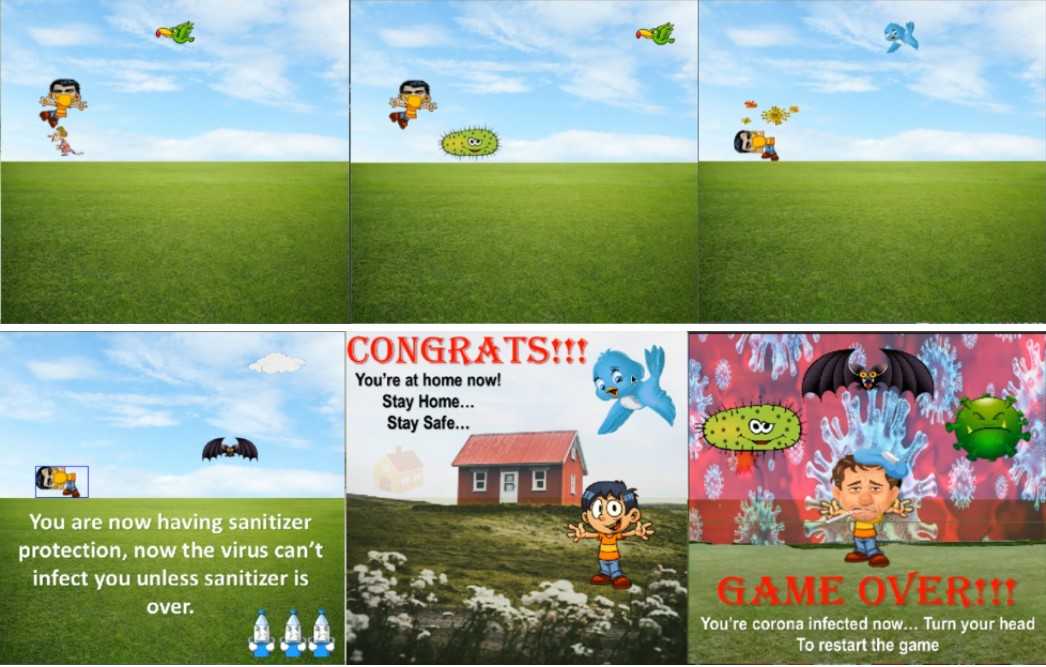 You are now having sanitizer
protection, now the virus can't
infect you unless sanitizer is
over.
CONGRATS!!!
You're at home now!
Stay Home...
Stay Safe...
GAME OVER!!!
You're corona infected now... Turn your head
To restart the game